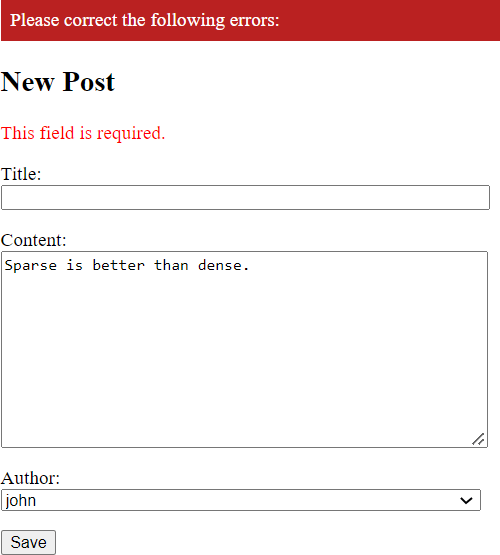 Please correct the following errors:
New Post
This field is required.
Title:
Content:
Sparse is better than dense.
Author:
john
Save